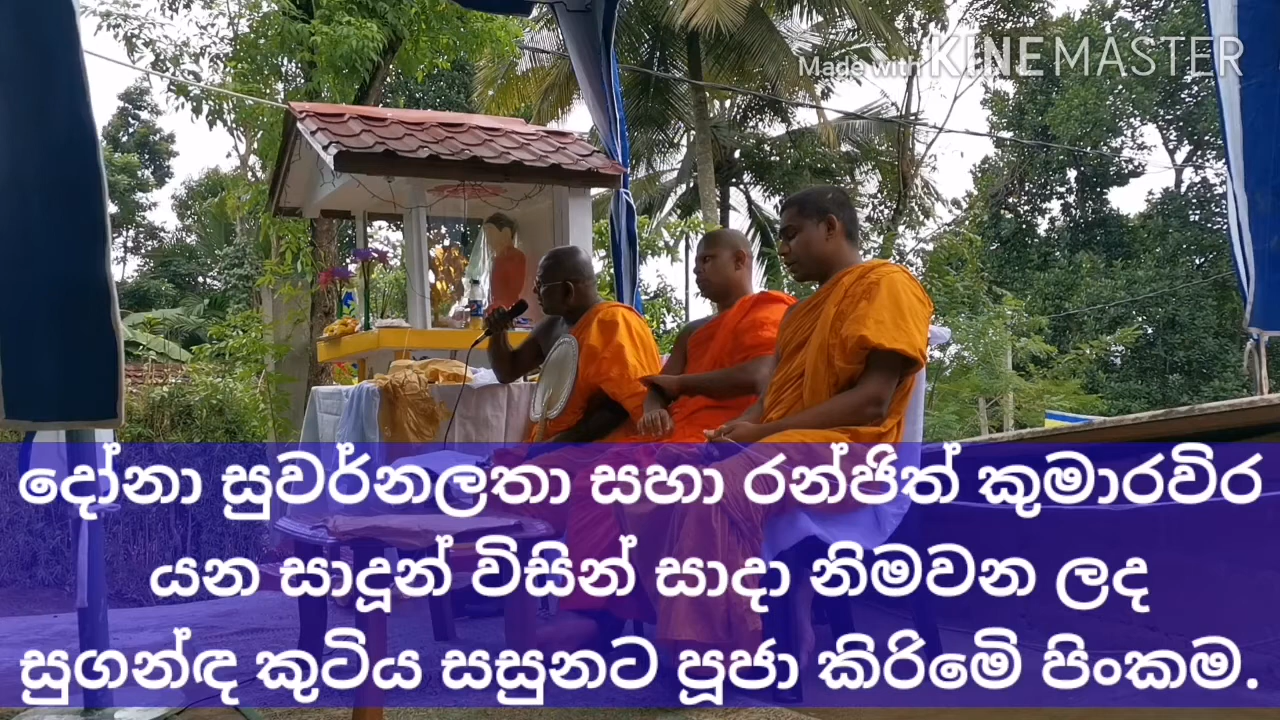 Made with KINEMASTER
දෝනා සුවර්නලතා සහා රන්ජිත් කුමාරවිර
යන සාදූන් විසින් සාදා නිමවන ලද
සුගන්ඳ කුටිය සසුනට පූජා කිරිමේි පිංකම.